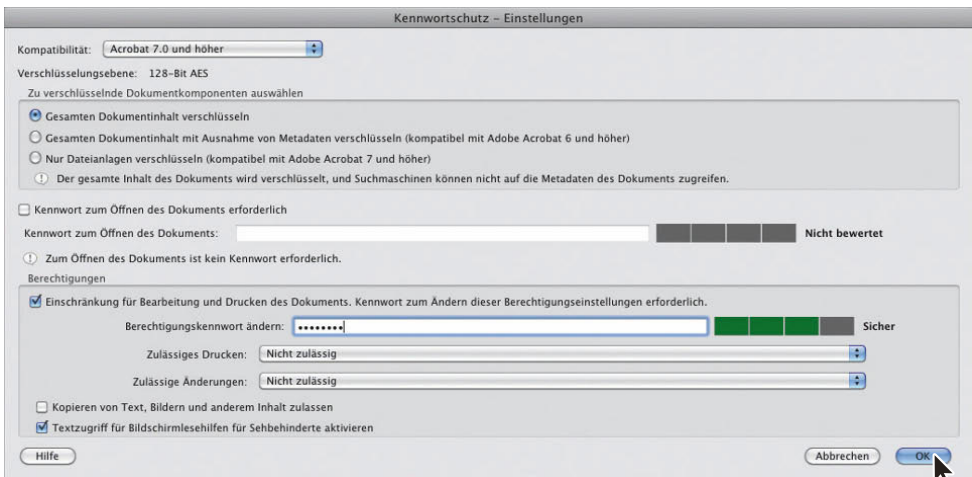 Kennwortschutz – Einstellungen
Kompatibilität: Acrobat 7.0 und höher
Verschlüsselungsebene: 128-Bit AES
Zu verschlüsselnde Dokumentkomponenten auswählen
Gesamten Dokumentinhalt verschlüsseln
Gesamten Dokumentinhalt mit Ausnahme von Metadaten verschlüsseln (kompatibel mit Adobe Acrobat 6 und höher)
Nur Dateianlagen verschlüsseln (kompatibel mit Adobe Acrobat 7 und höher)
Der gesamte Inhalt des Dokuments wird verschlüsselt, und Suchmaschinen können nicht auf die Metadaten des Dokuments zugreifen.
Kennwort zum Öffnen des Dokuments erforderlich
Kennwort zum Öffnen des Dokuments: Nicht bewertet
Zum Öffnen des Dokuments ist kein Kennwort erforderlich.
Berechtigungen
Einschränkung für Bearbeitung und Drucken des Dokuments. Kennwort zum Ändern dieser Berechtigungseinstellungen erforderlich.
Berechtigungskennwort ändern: •••••••• Sicher
Zulässiges Drucken: Nicht zulässig
Zulässige Änderungen: Nicht zulässig
Kopieren von Text, Bildern und anderem Inhalt zulassen
Textzugriff für Bildschirmlesehilfen für Sehbehinderte aktivieren
Hilfe Abbrechen OK